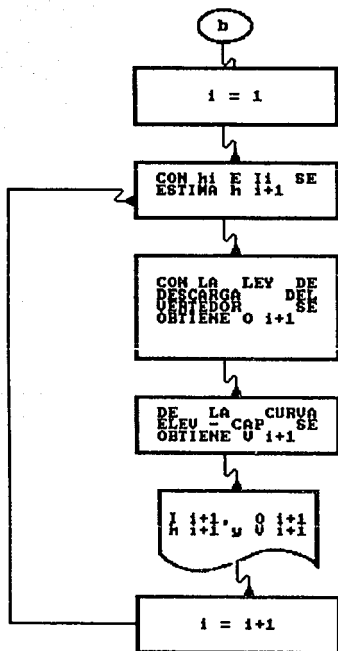 b
i = 1
CON hi E Ii SE
ESTIMA h i+1
CON LA LEY DE
DESCARGA DEL
VERTEDOR SE
OBTIENE O i+1
DE LA CURVA
ELEV - CAP SE
OBTIENE V i+1
I i+1, O i+1
h i+1 y V i+1
i = i+1